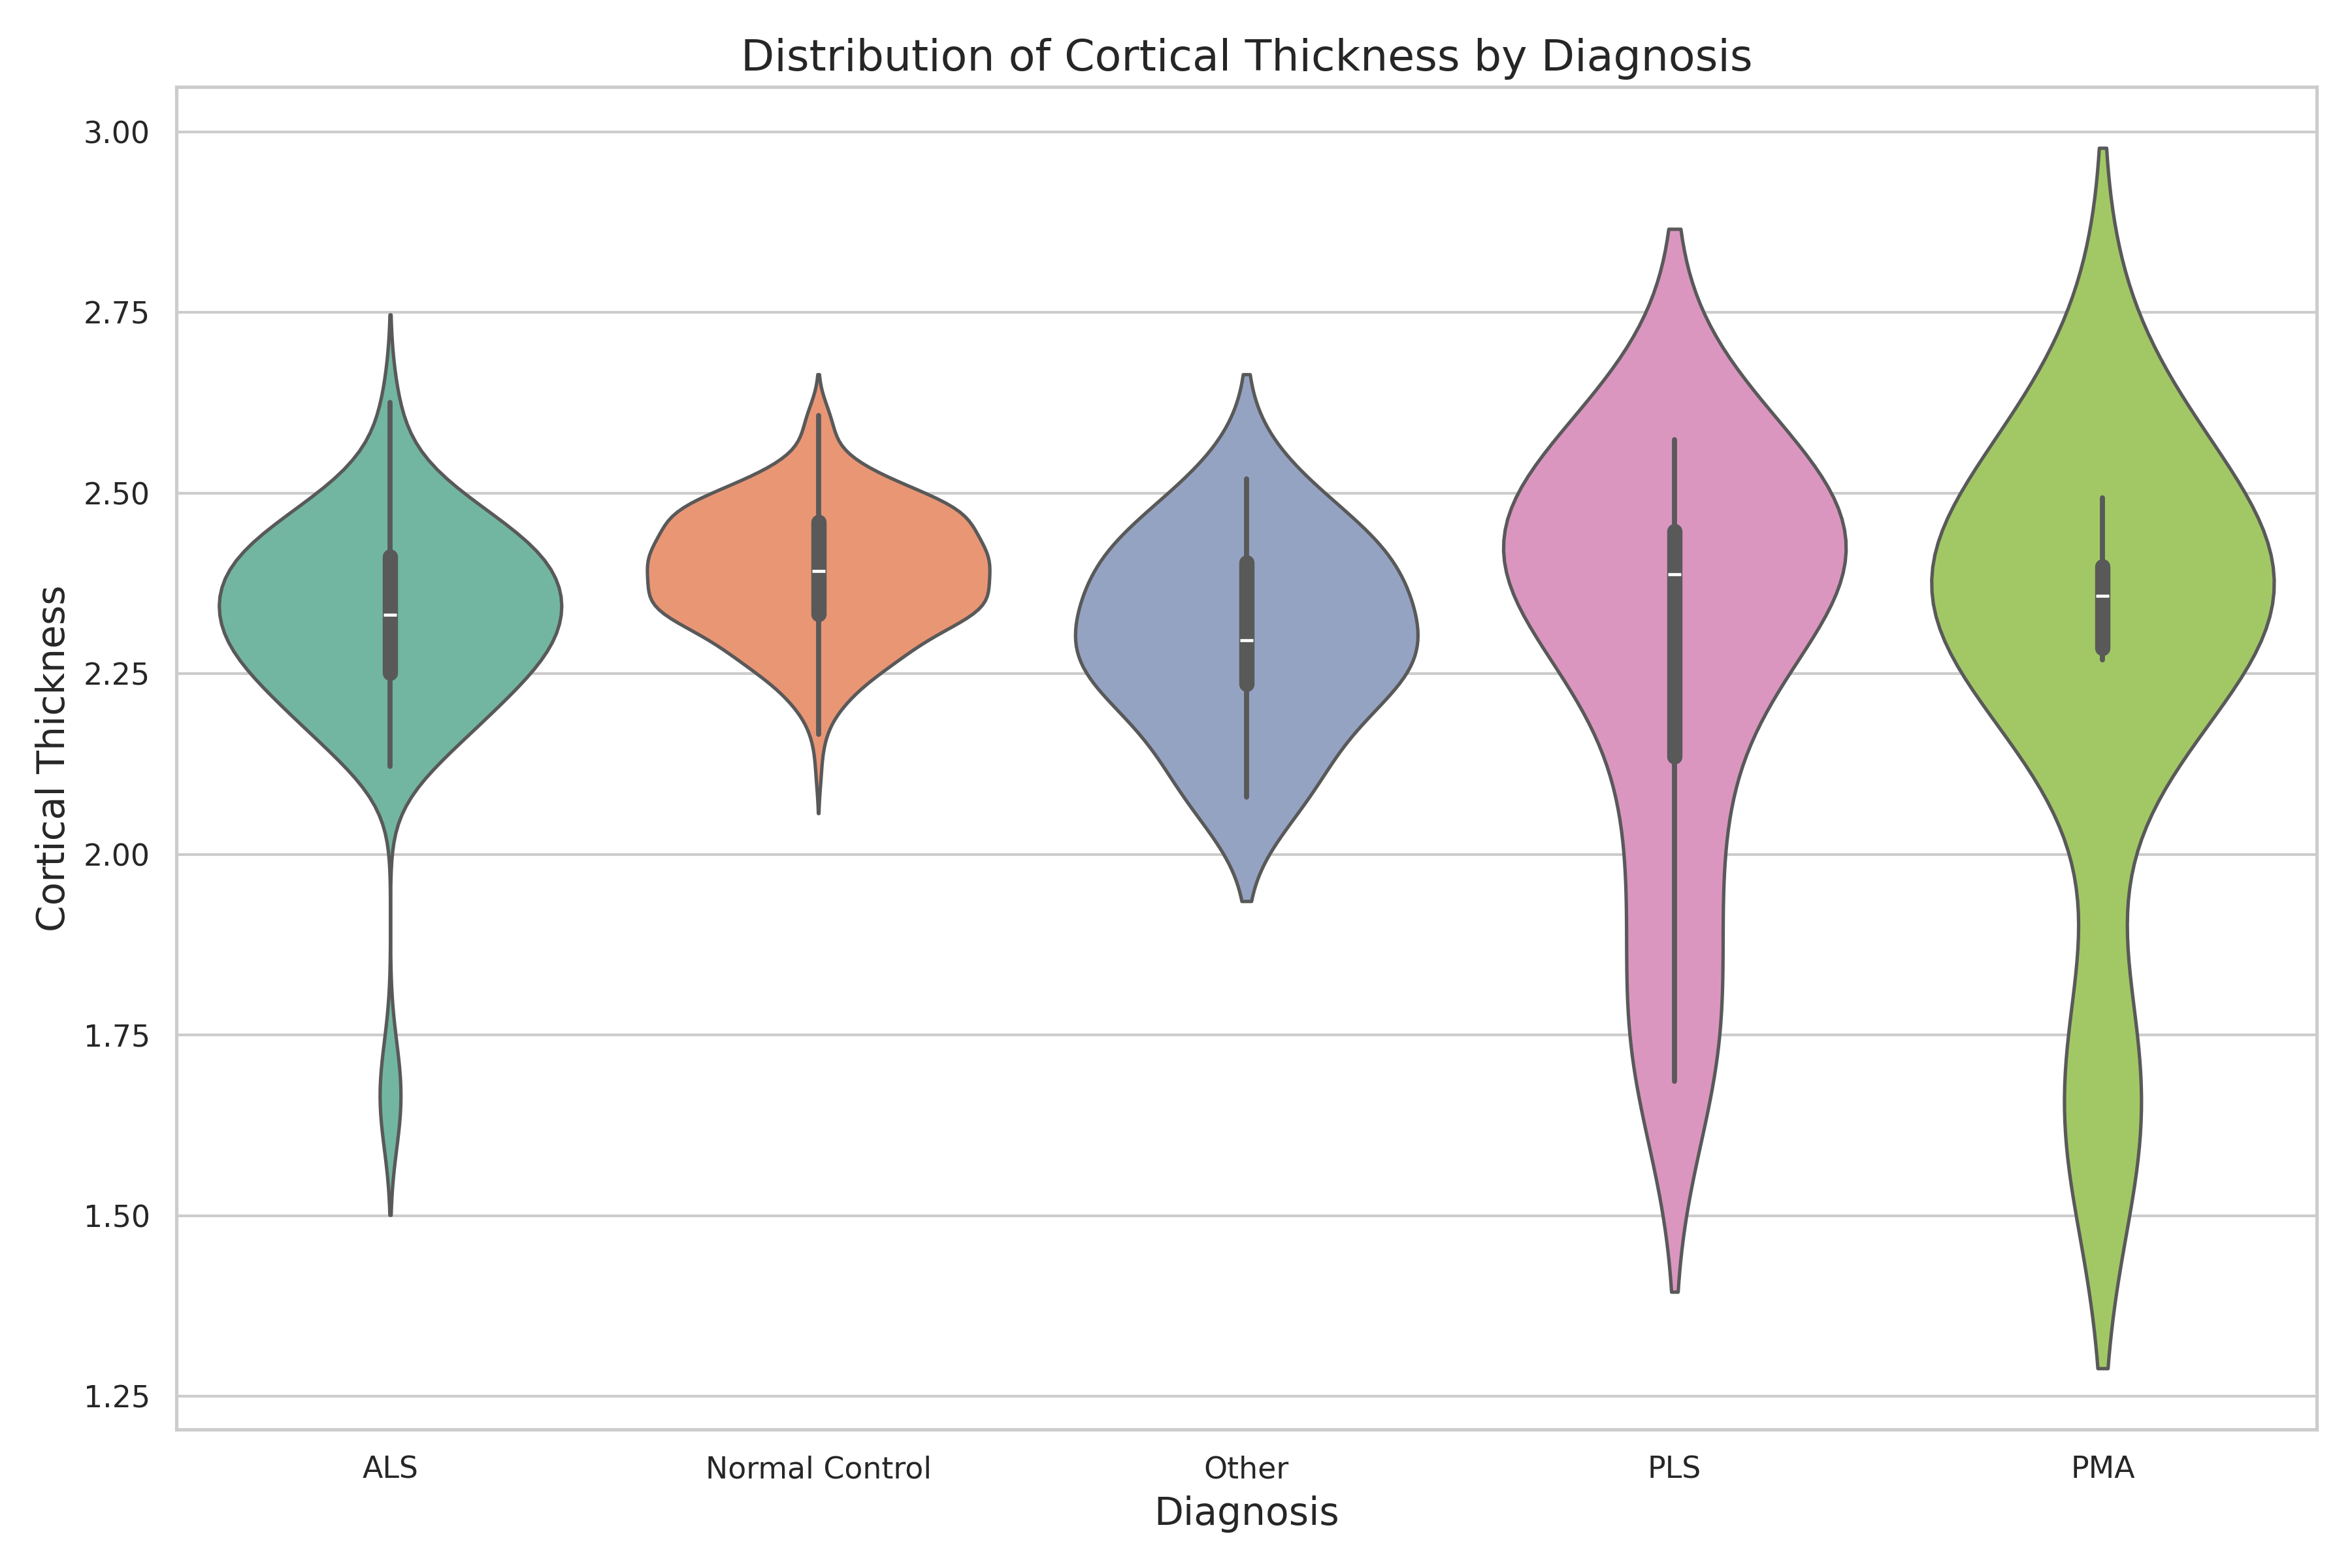 Distribution of Cortical Thickness by Diagnosis
Cortical Thickness
3.00
2.75
2.50
2.25
2.00
1.75
1.50
1.25
ALS
Normal Control
Other
PLS
PMA
Diagnosis